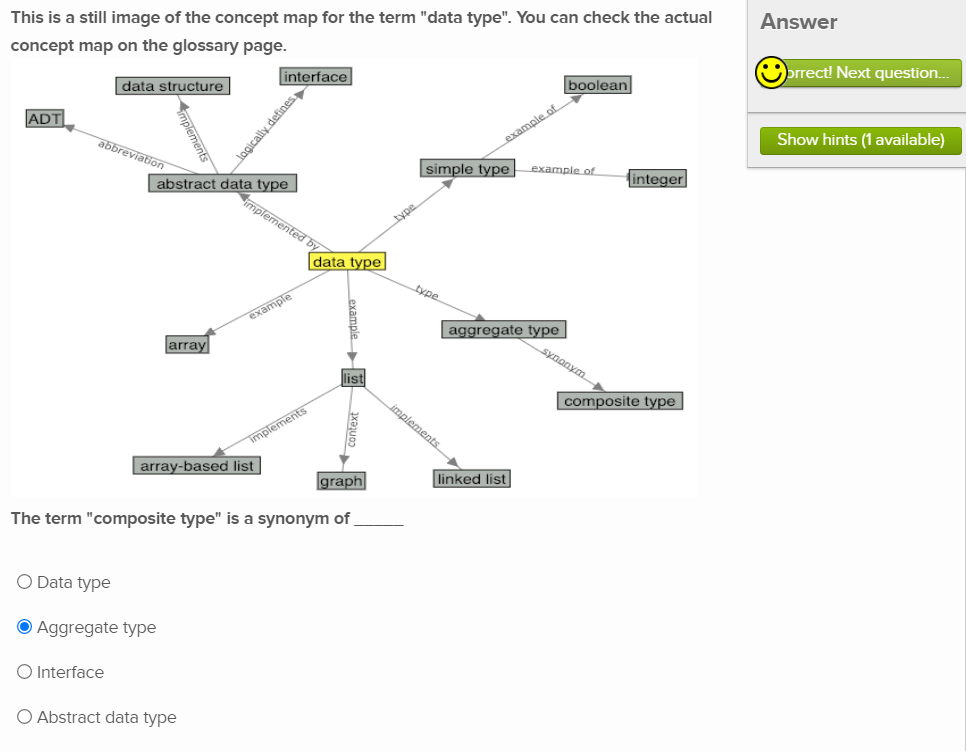 This is a still image of the concept map for the term "data type". You can check the actual
concept map on the glossary page.
Answer
orrect! Next question...
Show hints (1 available)
data structure
interface
boolean
ADT
implements
logically defines
example of
abbreviation
abstract data type
simple type
example of
integer
implemented by
type
data type
example
example
type
array
aggregate type
synonym
list
composite type
implements
context
implements
array-based list
graph
linked list
The term "composite type" is a synonym of _____
Data type
Aggregate type
Interface
Abstract data type